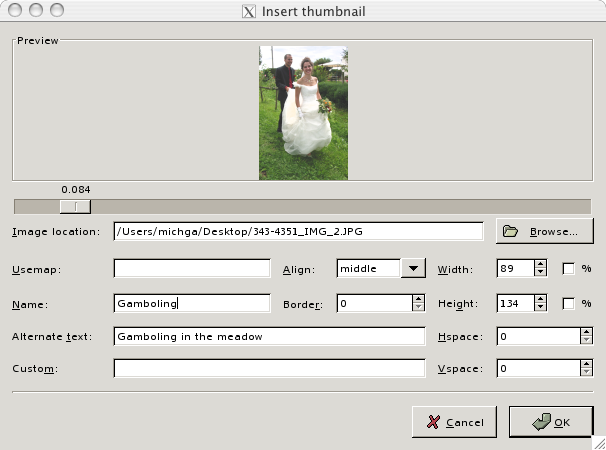 Insert thumbnail
Preview
0.084
Image location: /Users/michga/Desktop/343-4351_IMG_2.JPG Browse...
Usemap: Align: middle Width: 89 %
Name: Gamboling Border: 0 Height: 134 %
Alternate text: Gamboling in the meadow Hspace: 0
Custom: Vspace: 0
Cancel OK